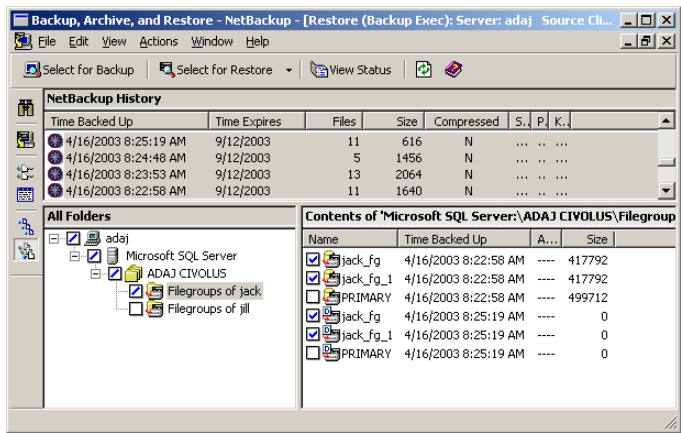 Backup, Archive, and Restore - NetBackup - [Restore (Backup Exec): Server: adaj Source Cli...
File Edit View Actions Window Help
Select for Backup Select for Restore View Status
NetBackup History
Time Backed Up Time Expires Files Size Compressed S.. P. K..
4/16/2003 8:25:19 AM 9/12/2003 11 616 N ... .. ...
4/16/2003 8:24:48 AM 9/12/2003 5 1456 N ... .. ...
4/16/2003 8:23:53 AM 9/12/2003 13 2064 N ... .. ...
4/16/2003 8:22:58 AM 9/12/2003 11 1640 N ... .. ...
All Folders
adaj
Microsoft SQL Server
ADAJ CIVOLUS
Filegroups of jack
Filegroups of jill
Contents of 'Microsoft SQL Server:\ADAJ CIVOLUS\Filegroup
Name Time Backed Up A... Size
jack_fg 4/16/2003 8:22:58 AM ---- 417792
jack_fg_1 4/16/2003 8:22:58 AM ---- 417792
PRIMARY 4/16/2003 8:22:58 AM ---- 499712
jack_fg 4/16/2003 8:25:19 AM ---- 0
jack_fg_1 4/16/2003 8:25:19 AM ---- 0
PRIMARY 4/16/2003 8:25:19 AM ---- 0